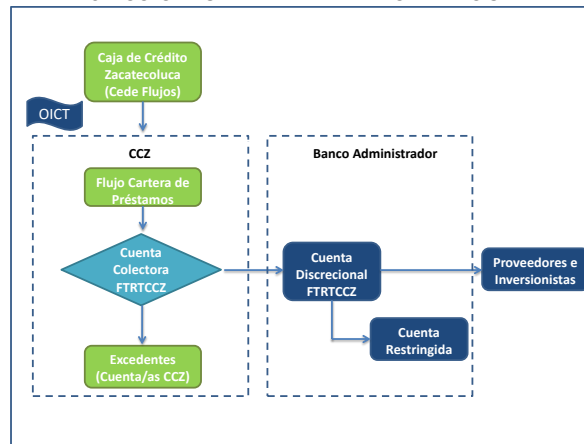 Caja de Crédito
Zacatecoluca
(Cede Flujos)
OICT
CCZ
Banco Administrador
Flujo Cartera de
Préstamos
Cuenta
Colectora
FTRTCCZ
Cuenta
Discrecional
FTRTCCZ
Proveedores e
Inversionistas
Cuenta
Restringida
Excedentes
(Cuenta/as CCZ)